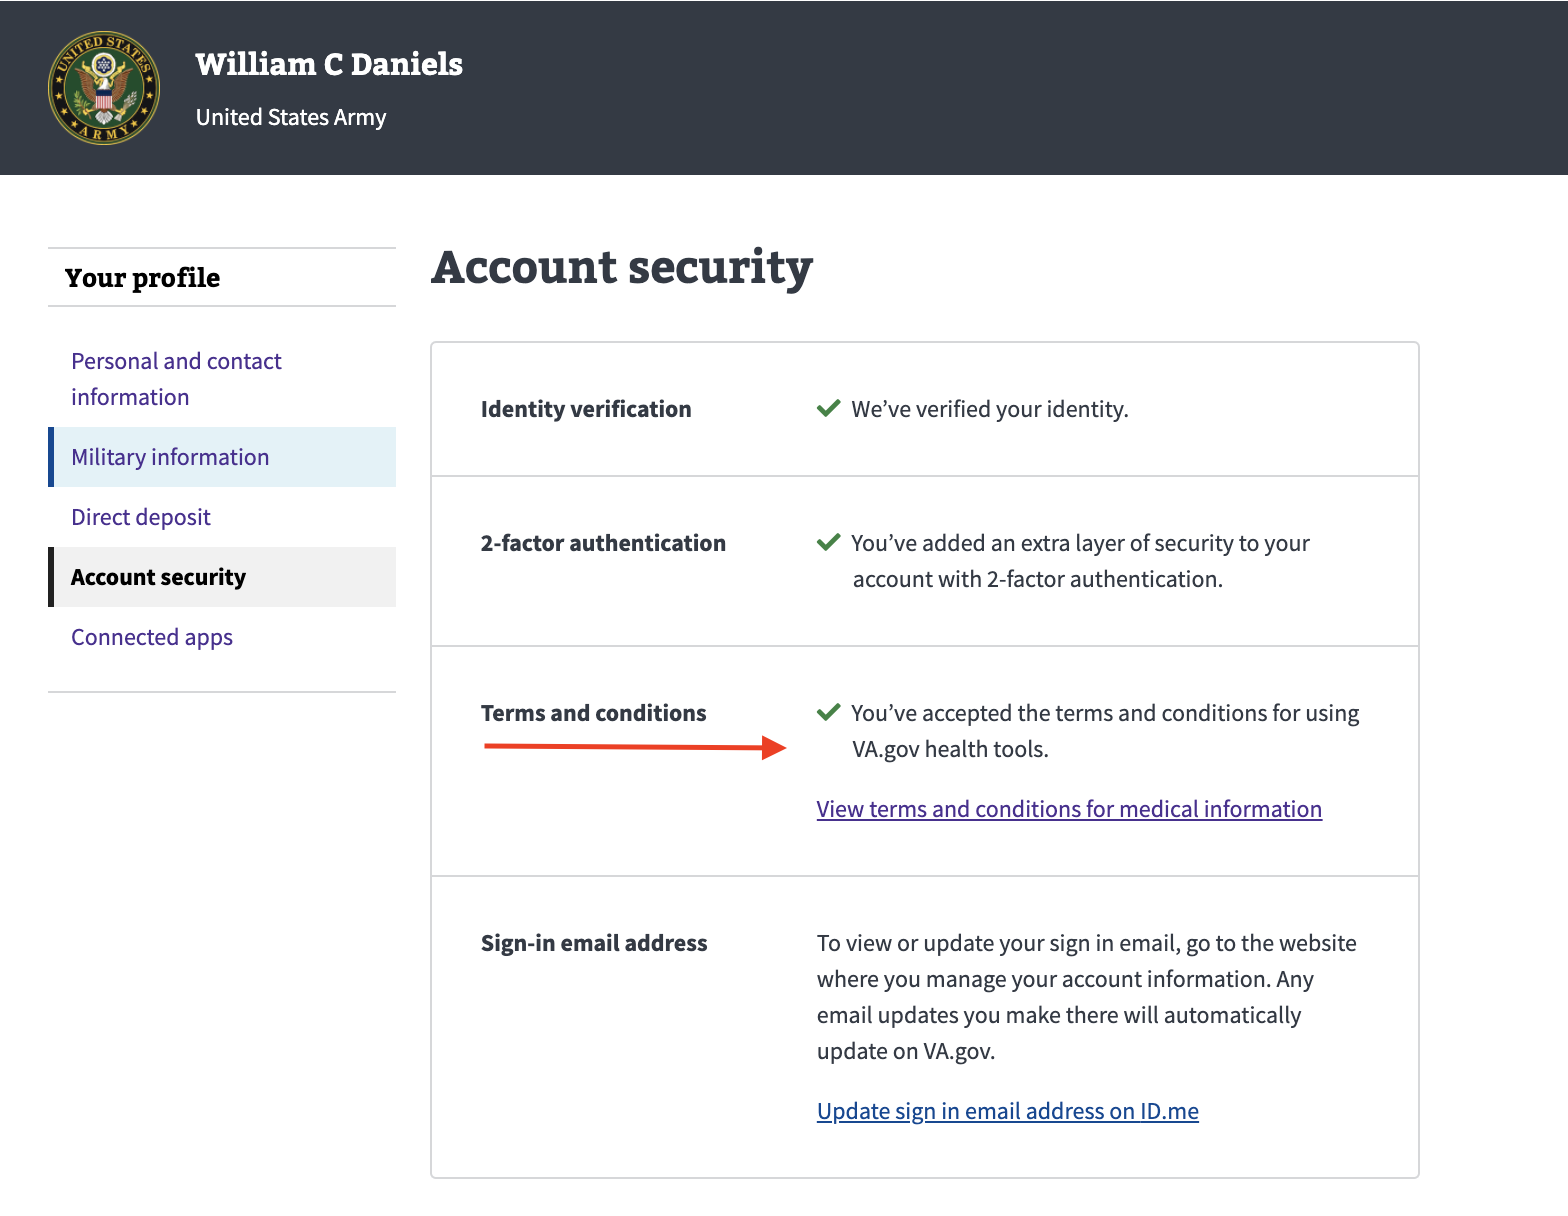 UNITED STATES
ARMY
William C Daniels
United States Army
Your profile
Personal and contact
information
Military information
Direct deposit
Account security
Connected apps
Account security
Identity verification
We’ve verified your identity.
2-factor authentication
You’ve added an extra layer of security to your
account with 2-factor authentication.
Terms and conditions
You’ve accepted the terms and conditions for using
VA.gov health tools.
View terms and conditions for medical information
Sign-in email address
To view or update your sign in email, go to the website
where you manage your account information. Any
email updates you make there will automatically
update on VA.gov.
Update sign in email address on ID.me